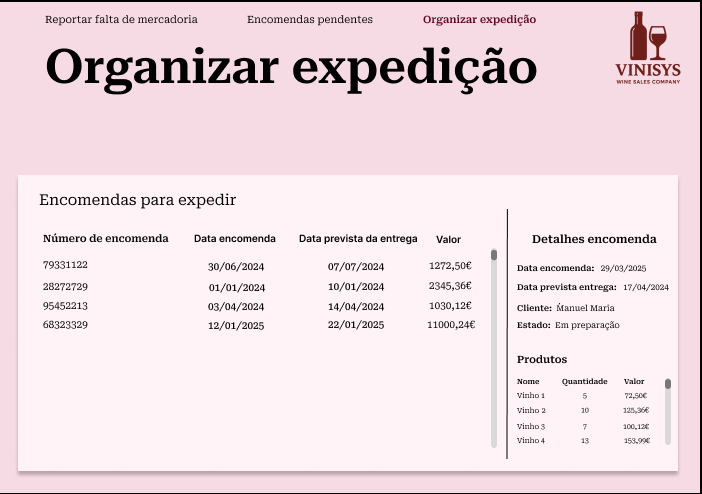 Reportar falta de mercadoria Encomendas pendentes Organizar expedição
Organizar expedição
VINISYS
WINE SALES COMPANY
Encomendas para expedir
Número de encomenda Data encomenda Data prevista da entrega Valor
79331122 30/06/2024 07/07/2024 1272,50€
28272729 01/01/2024 10/01/2024 2345,36€
95452213 03/04/2024 14/04/2024 1030,12€
68323329 12/01/2025 22/01/2025 11000,24€
Detalhes encomenda
Data encomenda: 29/03/2025
Data prevista entrega: 17/04/2024
Cliente: Manuel Maria
Estado: Em preparação
Produtos
Nome Quantidade Valor
Vinho 1 5 72,50€
Vinho 2 10 125,36€
Vinho 3 7 100,12€
Vinho 4 13 153,99€